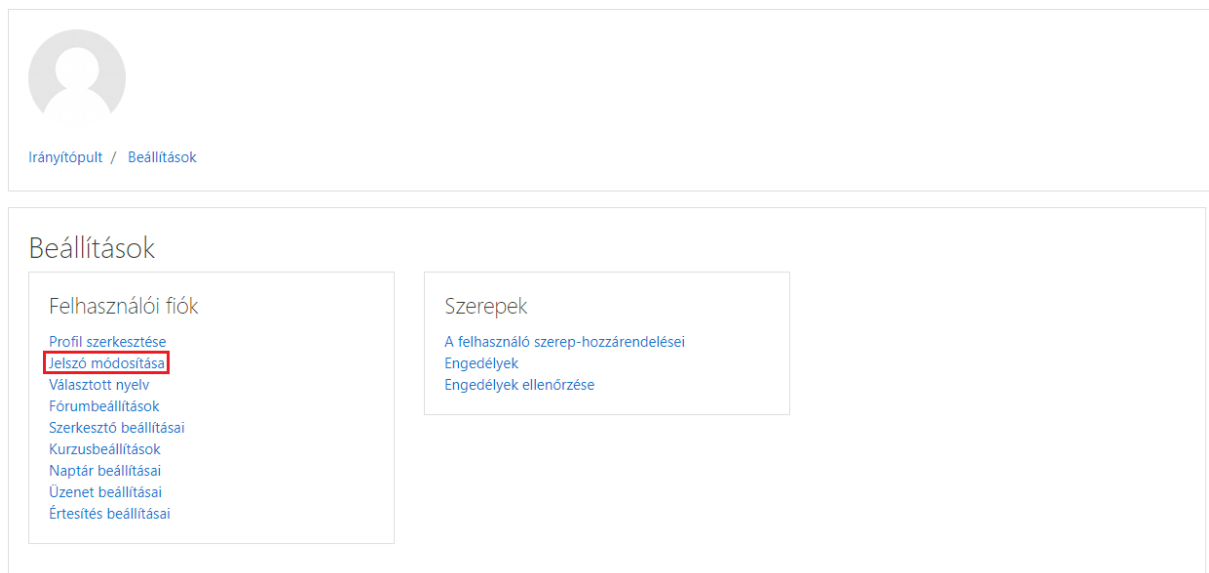 Irányítópult / Beállítások
Beállítások
Felhasználói fiók
Profil szerkesztése
Jelszó módosítása
Választott nyelv
Fórumbeállítások
Szerkesztő beállításai
Kurzusbeállítások
Naptár beállításai
Üzenet beállításai
Értesítés beállításai
Szerepek
A felhasználó szerep-hozzárendelései
Engedélyek
Engedélyek ellenőrzése